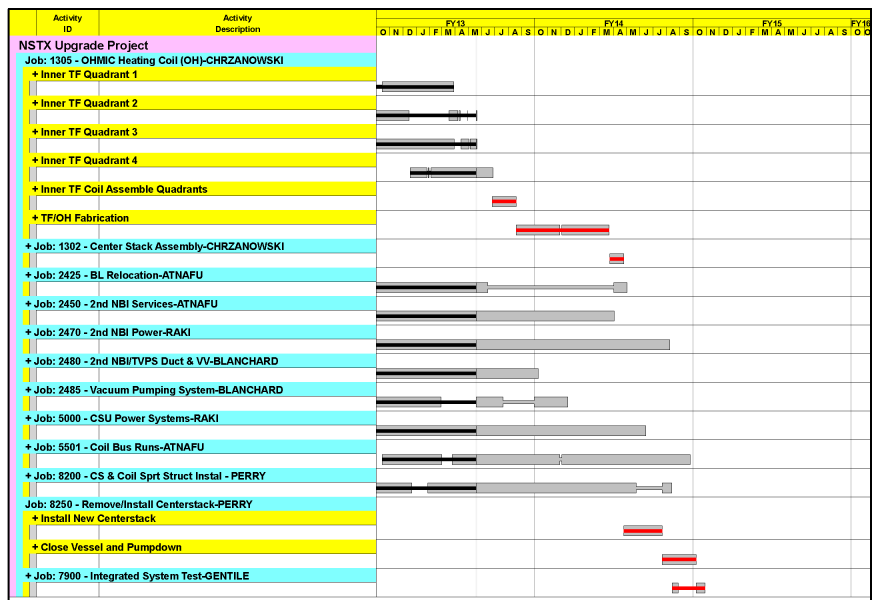 Activity ID
Activity Description
FY13 FY14 FY15 FY16
O N D J F M A M J J A S O N D J F M A M J J A S O N D J F M A M J J A S O O
NSTX Upgrade Project
Job: 1305 - OHMIC Heating Coil (OH)-CHRZANOWSKI
+ Inner TF Quadrant 1
+ Inner TF Quadrant 2
+ Inner TF Quadrant 3
+ Inner TF Quadrant 4
+ Inner TF Coil Assemble Quadrants
+ TF/OH Fabrication
+ Job: 1302 - Center Stack Assembly-CHRZANOWSKI
+ Job: 2425 - BL Relocation-ATNAFU
+ Job: 2450 - 2nd NBI Services-ATNAFU
+ Job: 2470 - 2nd NBI Power-RAKI
+ Job: 2480 - 2nd NBI/TVPS Duct & VV-BLANCHARD
+ Job: 2485 - Vacuum Pumping System-BLANCHARD
+ Job: 5000 - CSU Power Systems-RAKI
+ Job: 5501 - Coil Bus Runs-ATNAFU
+ Job: 8200 - CS & Coil Sprt Struct Instal - PERRY
Job: 8250 - Remove/Install Centerstack-PERRY
+ Install New Centerstack
+ Close Vessel and Pumpdown
+ Job: 7900 - Integrated System Test-GENTILE